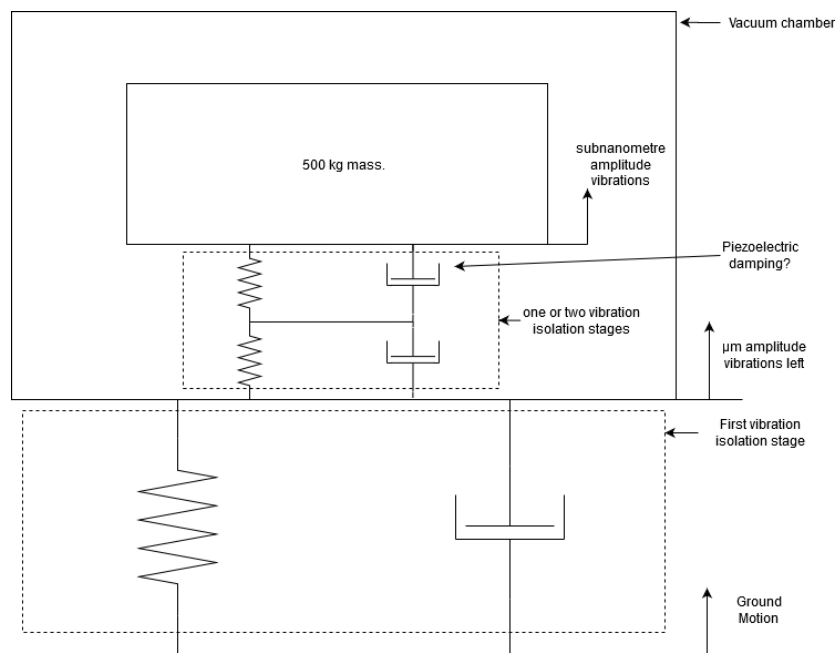 Vacuum chamber
500 kg mass.
subnanometre
amplitude
vibrations
Piezoelectric
damping?
one or two vibration
isolation stages
μm amplitude
vibrations left
First vibration
isolation stage
Ground
Motion